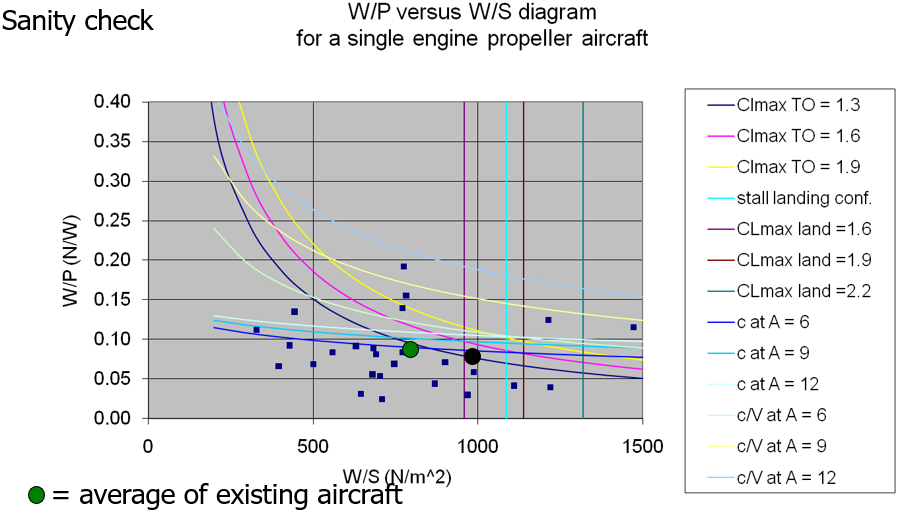 Sanity check
W/P versus W/S diagram
for a single engine propeller aircraft
W/P (N/W)
0.40
0.35
0.30
0.25
0.20
0.15
0.10
0.05
0.00
0
500
1000
1500
W/S (N/m^2)
Clmax TO = 1.3
Clmax TO = 1.6
Clmax TO = 1.9
stall landing conf.
CLmax land =1.6
CLmax land =1.9
CLmax land =2.2
c at A = 6
c at A = 9
c at A = 12
c/V at A = 6
c/V at A = 9
c/V at A = 12
= average of existing aircraft